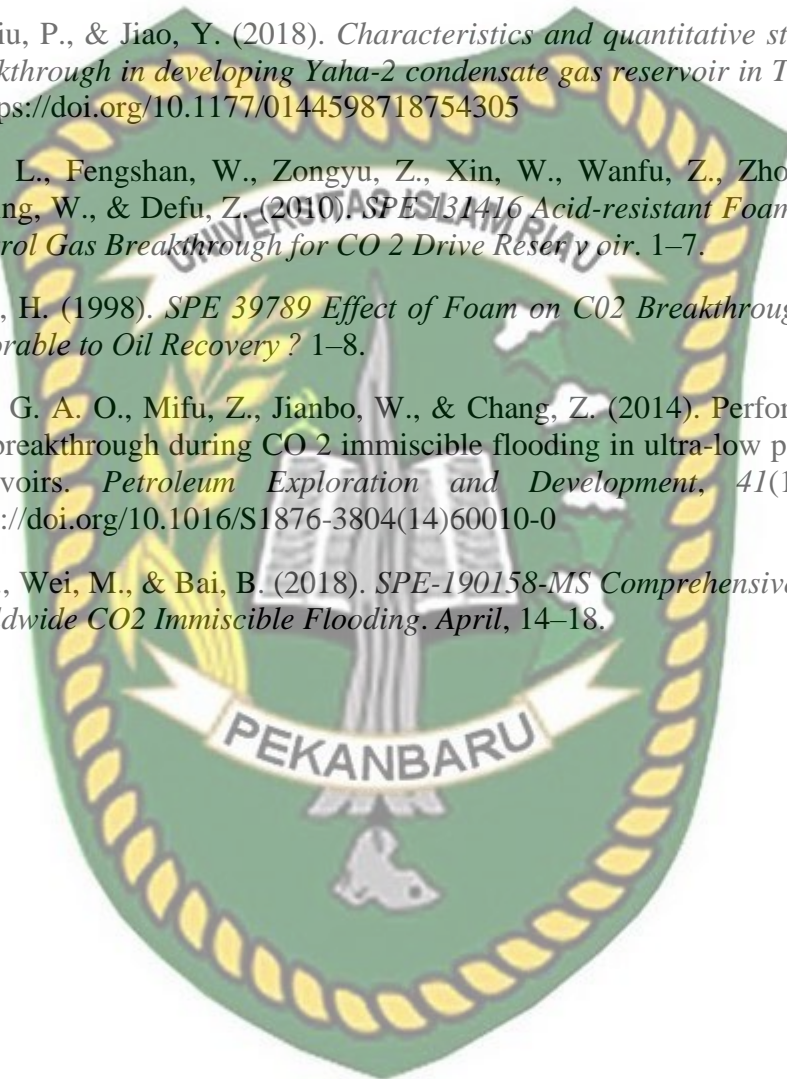 iu, P., & Jiao, Y. (2018). Characteristics and quantitative st
kthrough in developing Yaha-2 condensate gas reservoir in T
ps://doi.org/10.1177/0144598718754305
L., Fengshan, W., Zongyu, Z., Xin, W., Wanfu, Z., Zho
ng, W., & Defu, Z. (2010). SPE 131416 Acid-resistant Foam
rol Gas Breakthrough for CO 2 Drive Reser v oir. 1–7.
UNIVERSITAS ISLAM RIAU
, H. (1998). SPE 39789 Effect of Foam on C02 Breakthroug
orable to Oil Recovery ? 1–8.
G. A. O., Mifu, Z., Jianbo, W., & Chang, Z. (2014). Perfor
breakthrough during CO 2 immiscible flooding in ultra-low p
rvoirs. Petroleum Exploration and Development, 41(1
://doi.org/10.1016/S1876-3804(14)60010-0
., Wei, M., & Bai, B. (2018). SPE-190158-MS Comprehensive
ldwide CO2 Immiscible Flooding. April, 14–18.
PEKANBARU